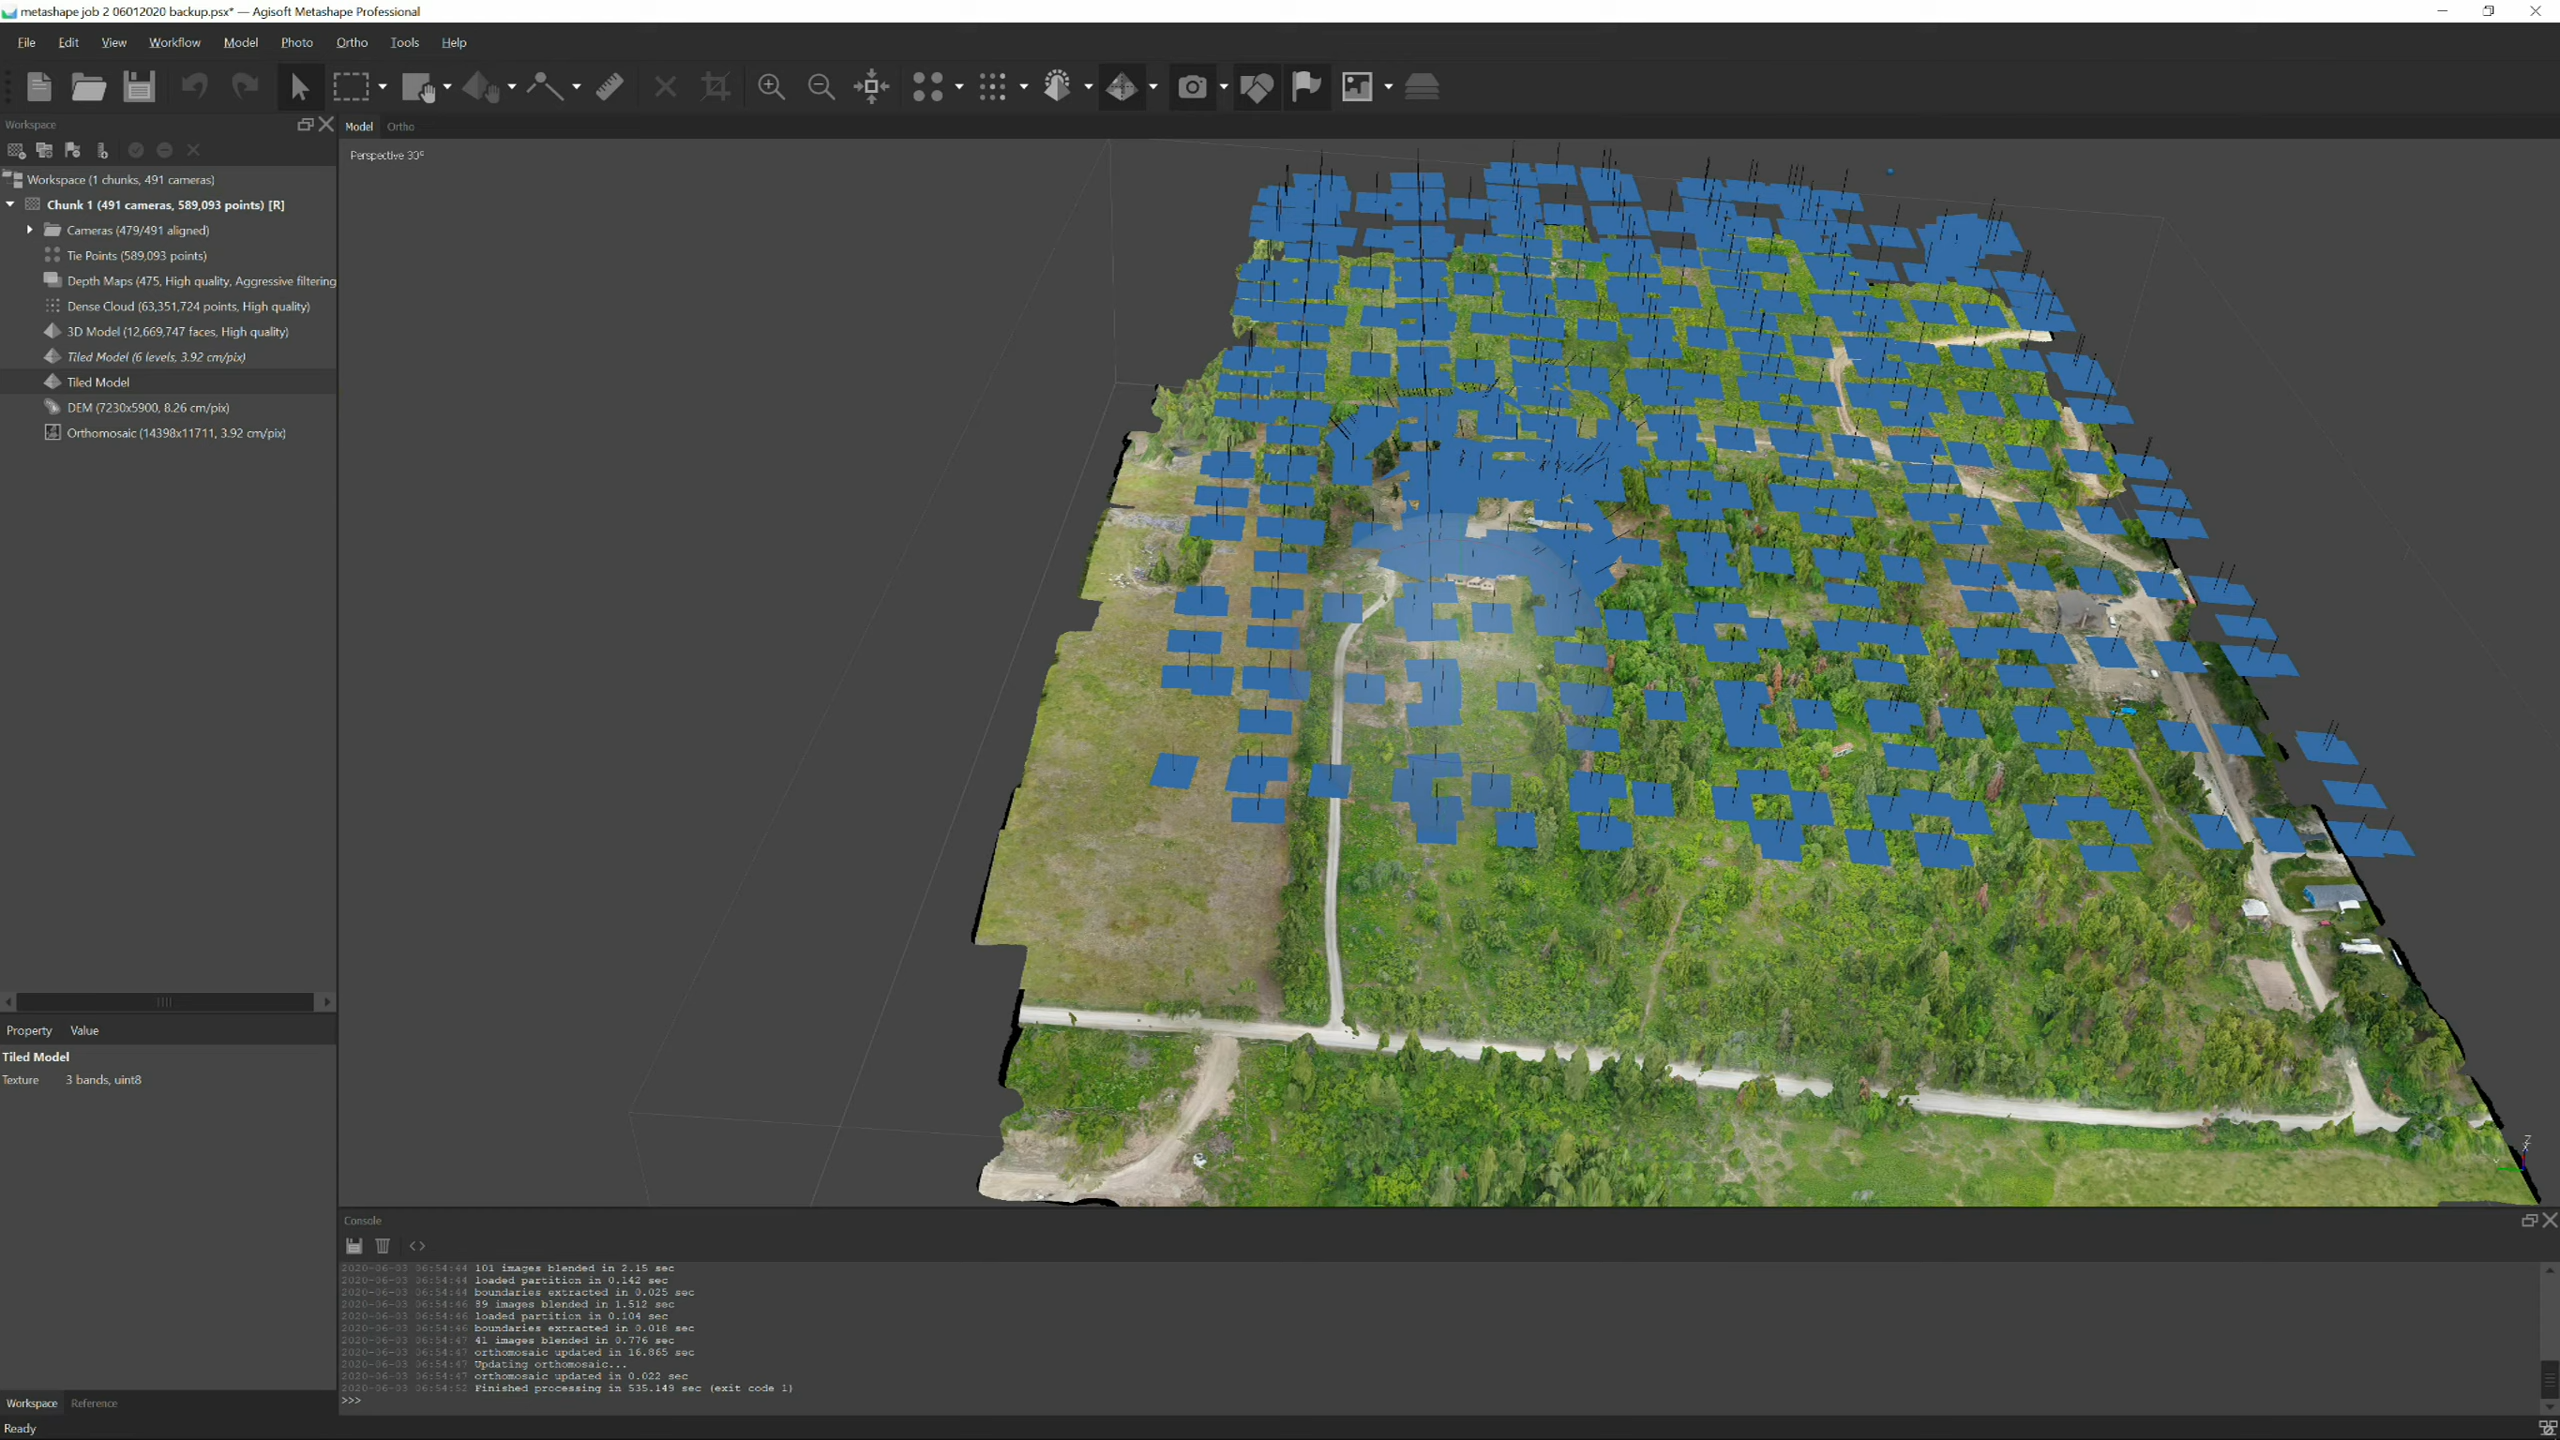 metashape job 2 06012020 backup.psx* — Agisoft Metashape Professional
File Edit View Workflow Model Photo Ortho Tools Help
Workspace
Model Ortho
Perspective 30°
Workspace (1 chunks, 491 cameras)
Chunk 1 (491 cameras, 589,093 points) [R]
Cameras (479/491 aligned)
Tie Points (589,093 points)
Depth Maps (475, High quality, Aggressive filtering
Dense Cloud (63,351,724 points, High quality)
3D Model (12,669,747 faces, High quality)
Tiled Model (6 levels, 3.92 cm/pix)
Tiled Model
DEM (7230x5900, 8.26 cm/pix)
Orthomosaic (14398x11711, 3.92 cm/pix)
Property Value
Tiled Model
Texture 3 bands, uint8
Z
Console
2020-06-03 06:54:44 101 images blended in 2.15 sec
2020-06-03 06:54:44 loaded partition in 0.142 sec
2020-06-03 06:54:44 boundaries extracted in 0.025 sec
2020-06-03 06:54:46 89 images blended in 1.512 sec
2020-06-03 06:54:46 loaded partition in 0.104 sec
2020-06-03 06:54:46 boundaries extracted in 0.018 sec
2020-06-03 06:54:47 41 images blended in 0.776 sec
2020-06-03 06:54:47 orthomosaic updated in 16.865 sec
2020-06-03 06:54:47 Updating orthomosaic...
2020-06-03 06:54:47 orthomosaic updated in 0.022 sec
2020-06-03 06:54:52 Finished processing in 535.149 sec (exit code 1)
>>>
Workspace Reference
Ready